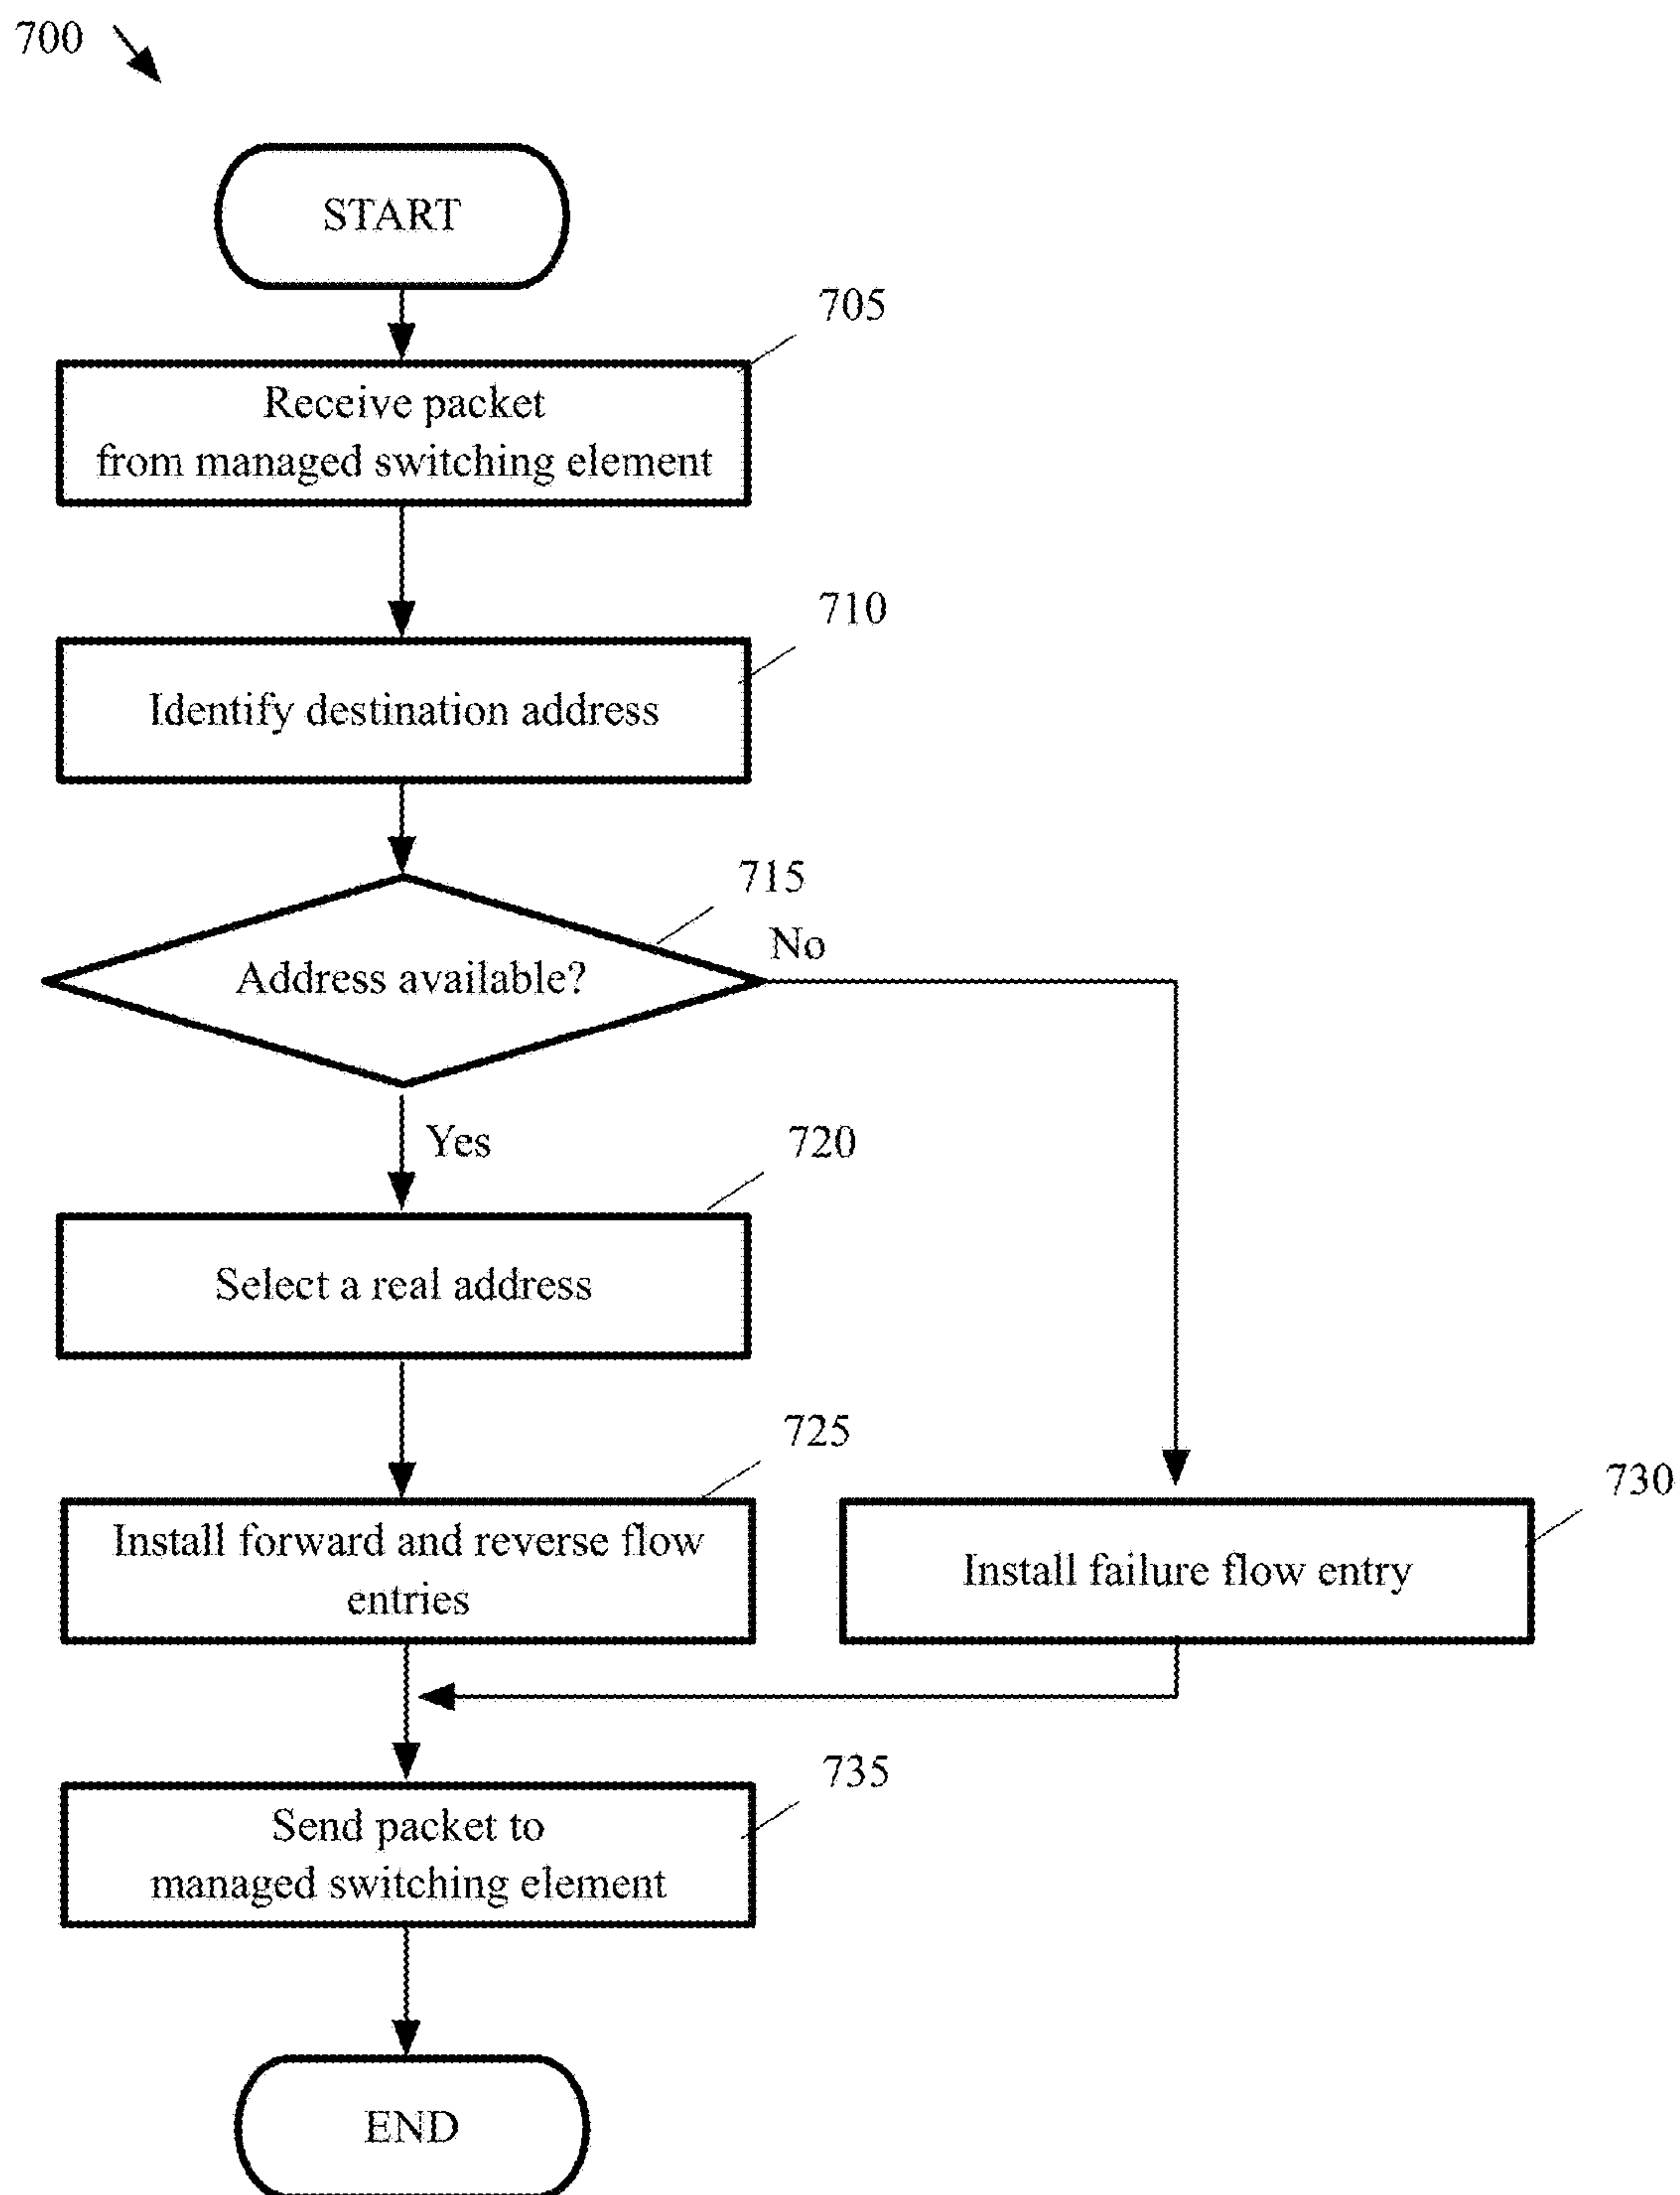 700
START
705
Receive packet
from managed switching element
710
Identify destination address
715
Address available?
No
Yes
720
Select a real address
725
Install forward and reverse flow
entries
730
Install failure flow entry
735
Send packet to
managed switching element
END